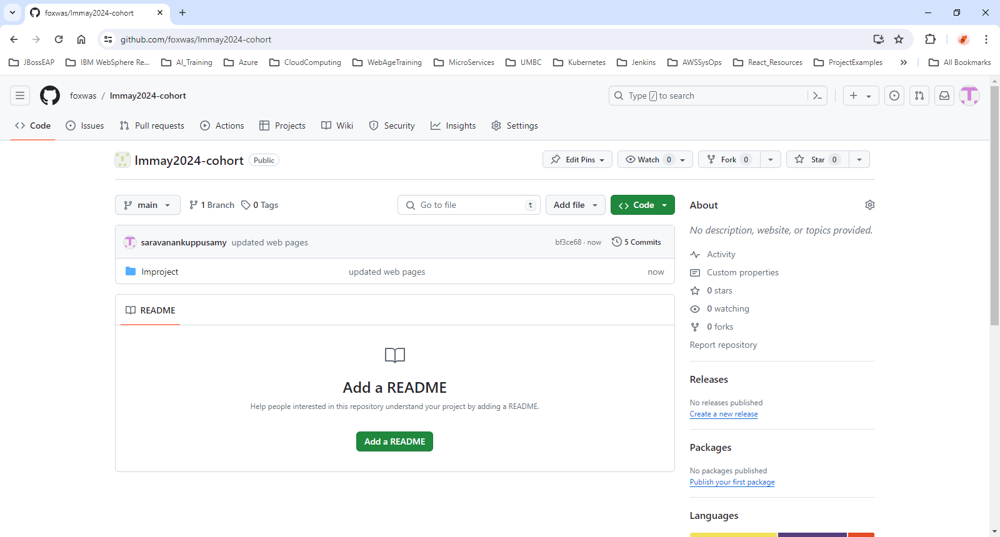 foxwas/lmmay2024-cohort
github.com/foxwas/lmmay2024-cohort
JBossEAP
IBM WebSphere Re...
AI_Training
Azure
CloudComputing
WebAgeTraining
MicroServices
UMBC
Kubernetes
Jenkins
AWSSysOps
React_Resources
ProjectExamples
All Bookmarks
foxwas / lmmay2024-cohort
Type / to search
Code
Issues
Pull requests
Actions
Projects
Wiki
Security
Insights
Settings
lmmay2024-cohort Public
Edit Pins
Watch 0
Fork 0
Star 0
main
1 Branch
0 Tags
Go to file t
Add file
Code
saravanankuppusamy updated web pages
bf3ce68 · now
5 Commits
lmproject
updated web pages
now
README
Add a README
Help people interested in this repository understand your project by adding a README.
Add a README
About
No description, website, or topics provided.
Activity
Custom properties
0 stars
0 watching
0 forks
Report repository
Releases
No releases published
Create a new release
Packages
No packages published
Publish your first package
Languages